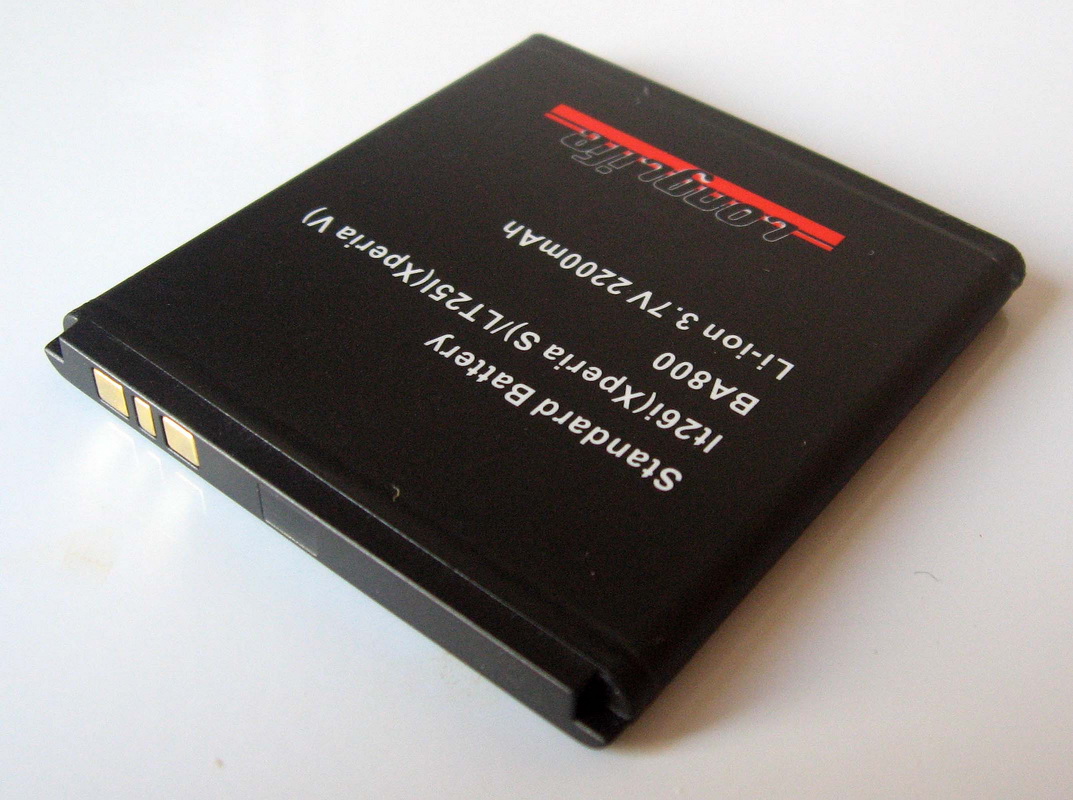 LongLife
Li-ion 3.7V 2200mAh
BA800
lt26i(Xperia S)/LT25I(Xperia V)
Standard Battery